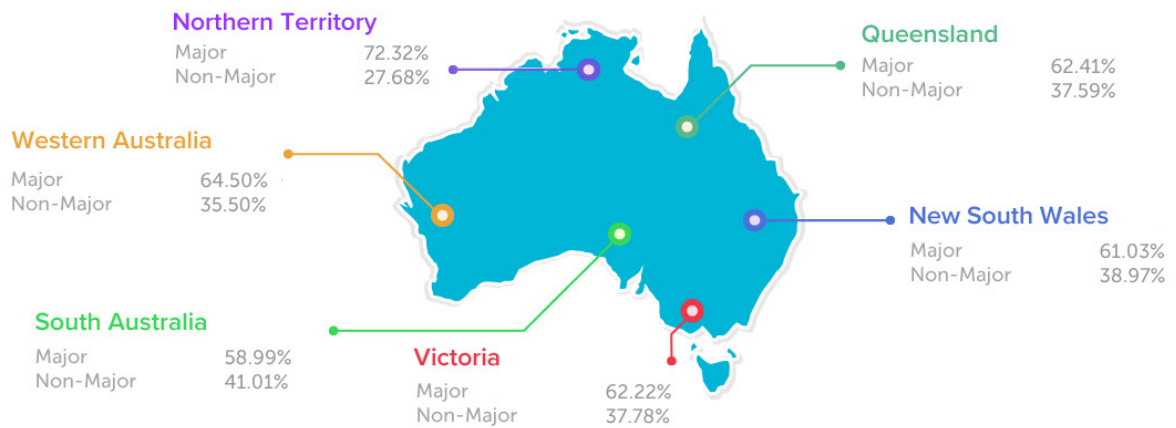 Northern Territory
Major 72.32%
Non-Major 27.68%
Queensland
Major 62.41%
Non-Major 37.59%
Western Australia
Major 64.50%
Non-Major 35.50%
New South Wales
Major 61.03%
Non-Major 38.97%
South Australia
Major 58.99%
Non-Major 41.01%
Victoria
Major 62.22%
Non-Major 37.78%